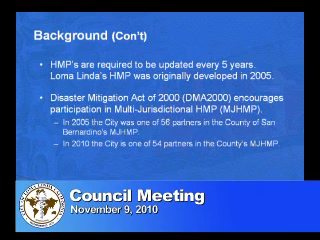 Background (Con't)
• HMP's are required to be updated every 5 years.
Loma Linda's HMP was originally developed in 2005.
• Disaster Mitigation Act of 2000 (DMA2000) encourages
participation in Multi-Jurisdictional HMP (MJHMP).
– In 2005 the City was one of 56 partners in the County of San
Bernardino's MJHMP.
– In 2010 the City is one of 54 partners in the County's MJHMP
Council Meeting
November 9, 2010